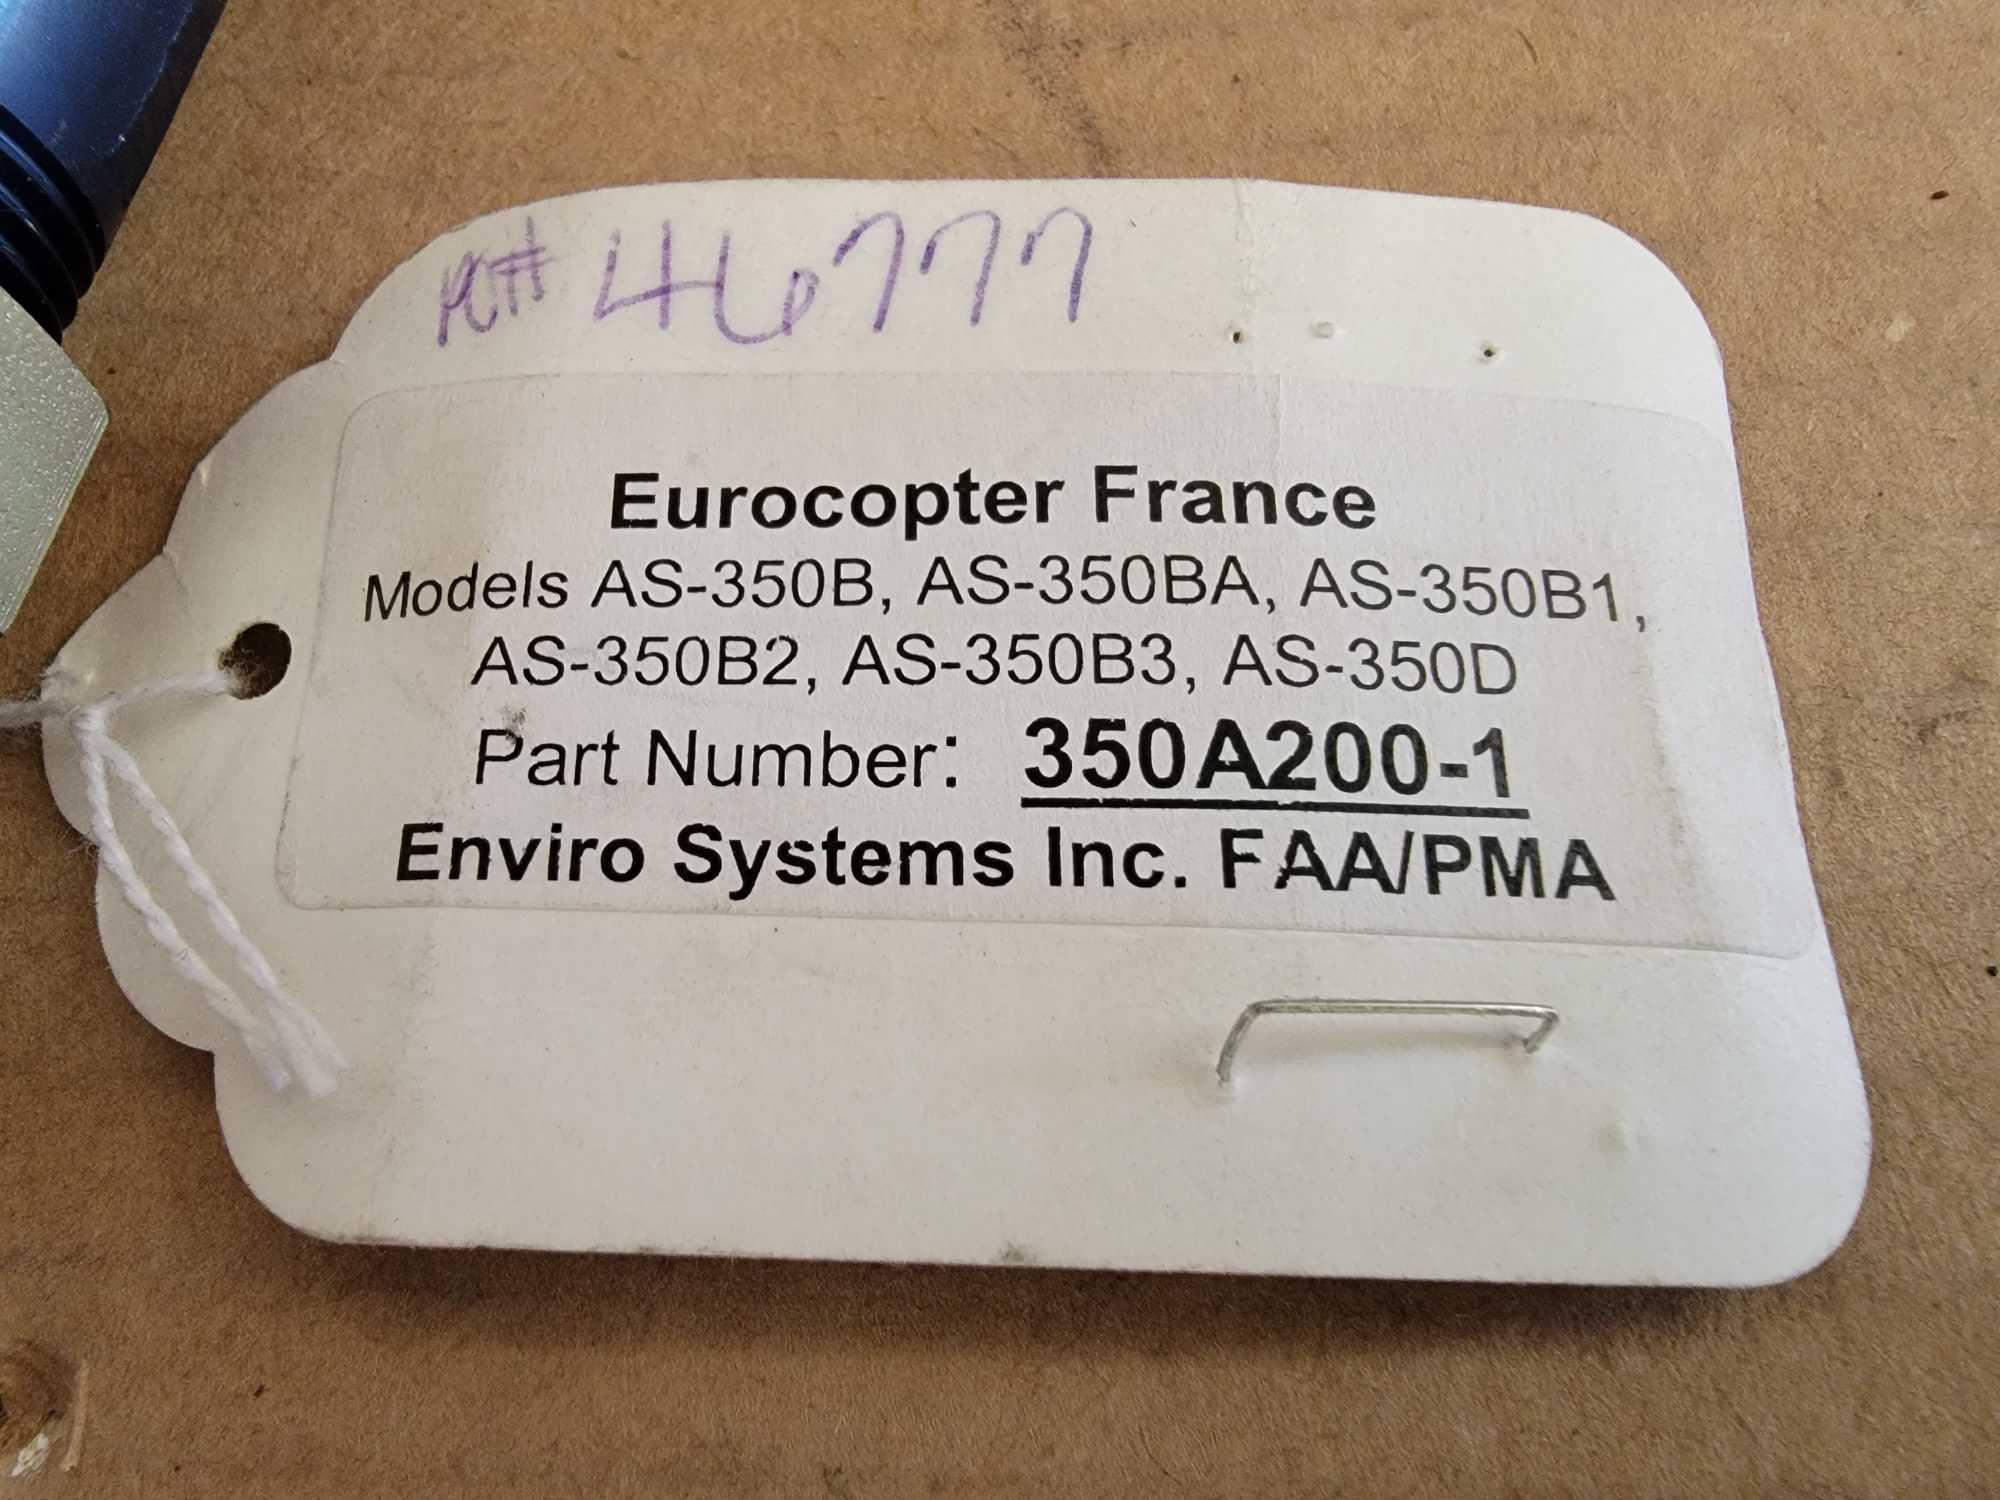 PC# 46777
Eurocopter France
Models AS-350B, AS-350BA, AS-350B1,
AS-350B2, AS-350B3, AS-350D
Part Number: 350A200-1
Enviro Systems Inc. FAA/PMA